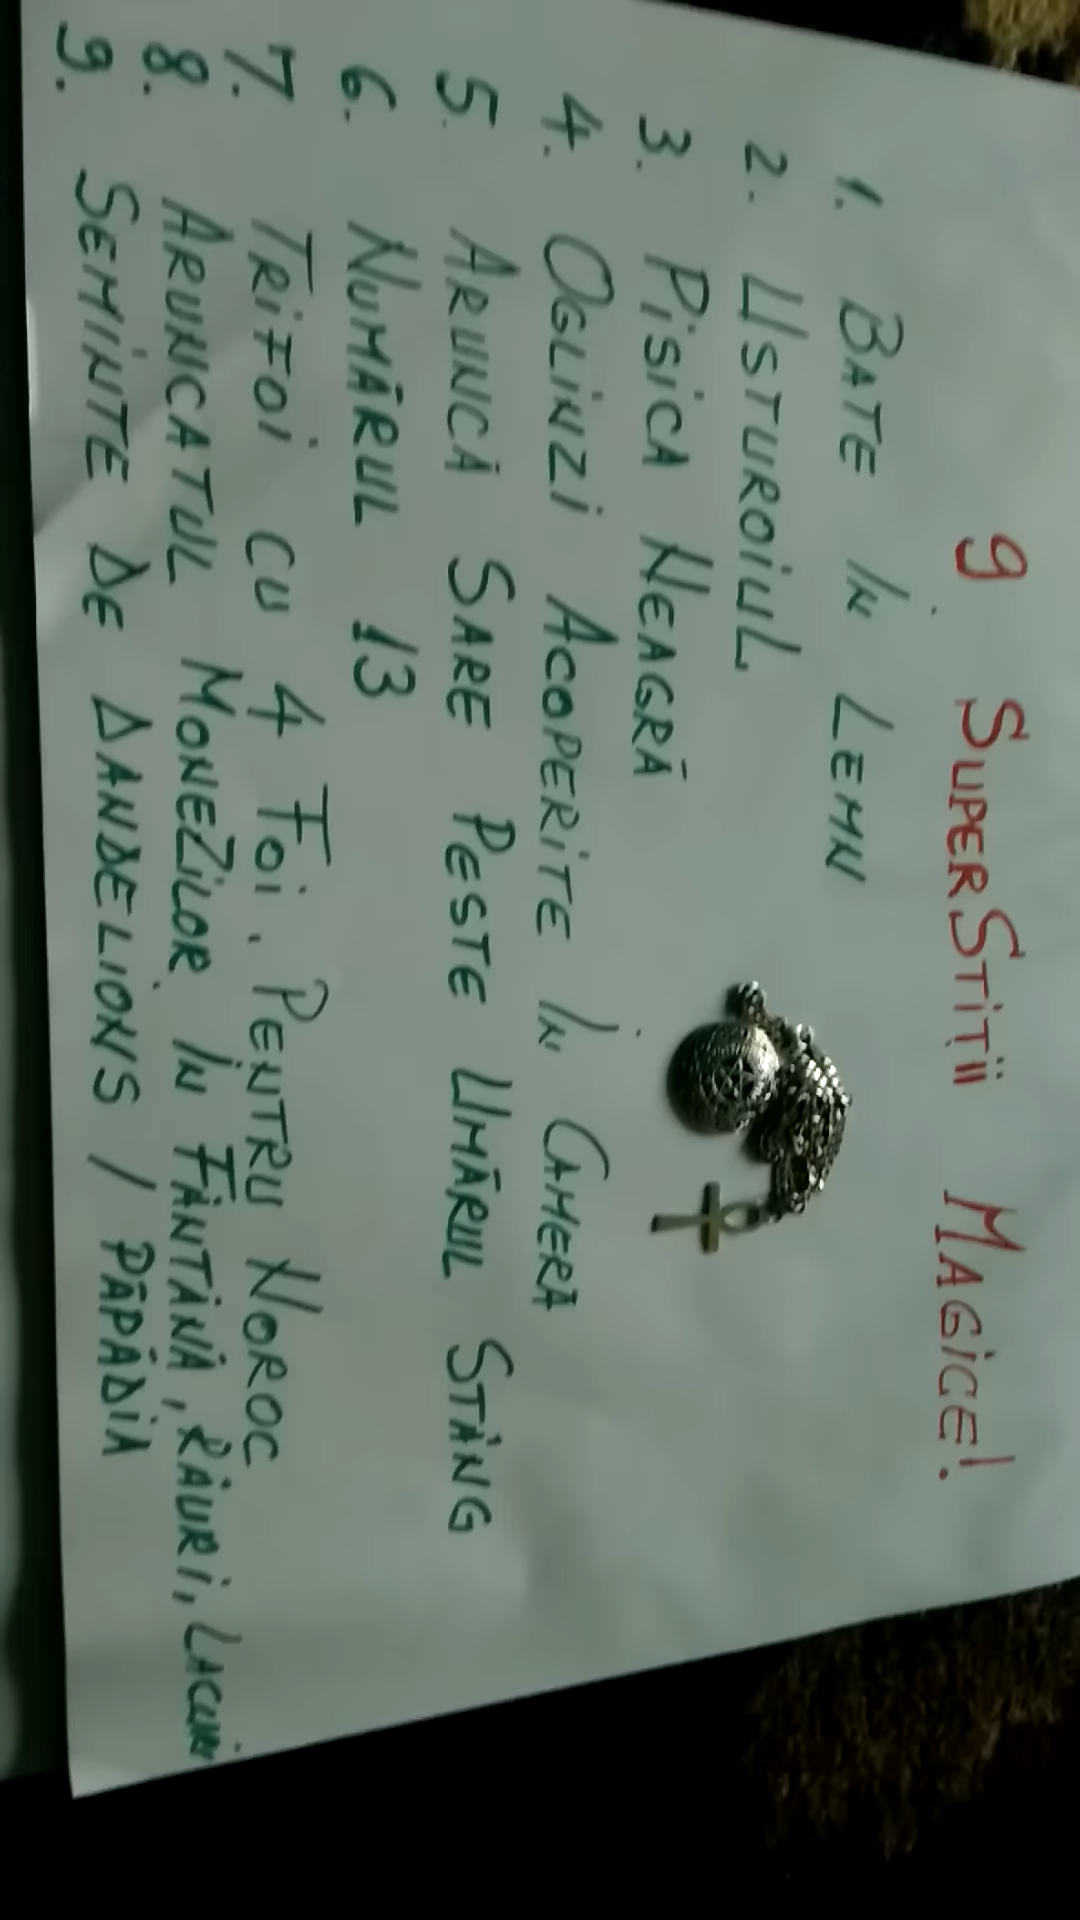 9 SUPERSTIȚII MAGICE!
1. BATE ÎN LEMN
2. USTUROIUL
3. PISICA NEAGRĂ
4. OGLINZI ACOPERITE ÎN CAMERĂ
5. ARUNCĂ SARE PESTE UMĂRUL STÂNG
6. NUMĂRUL 13
7. TRIFOI CU 4 FOI. PENTRU NOROC
8. ARUNCATUL MONEZILOR ÎN FÂNTÂNĂ, RÂURI, LACURI
9. SEMINTE DE DANDELIONS / PĂPĂDIA